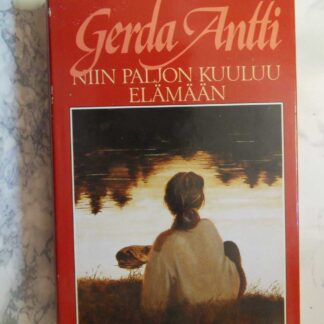 Gerda Antti
NIIN PALJON KUULUU
ELÄMÄÄN